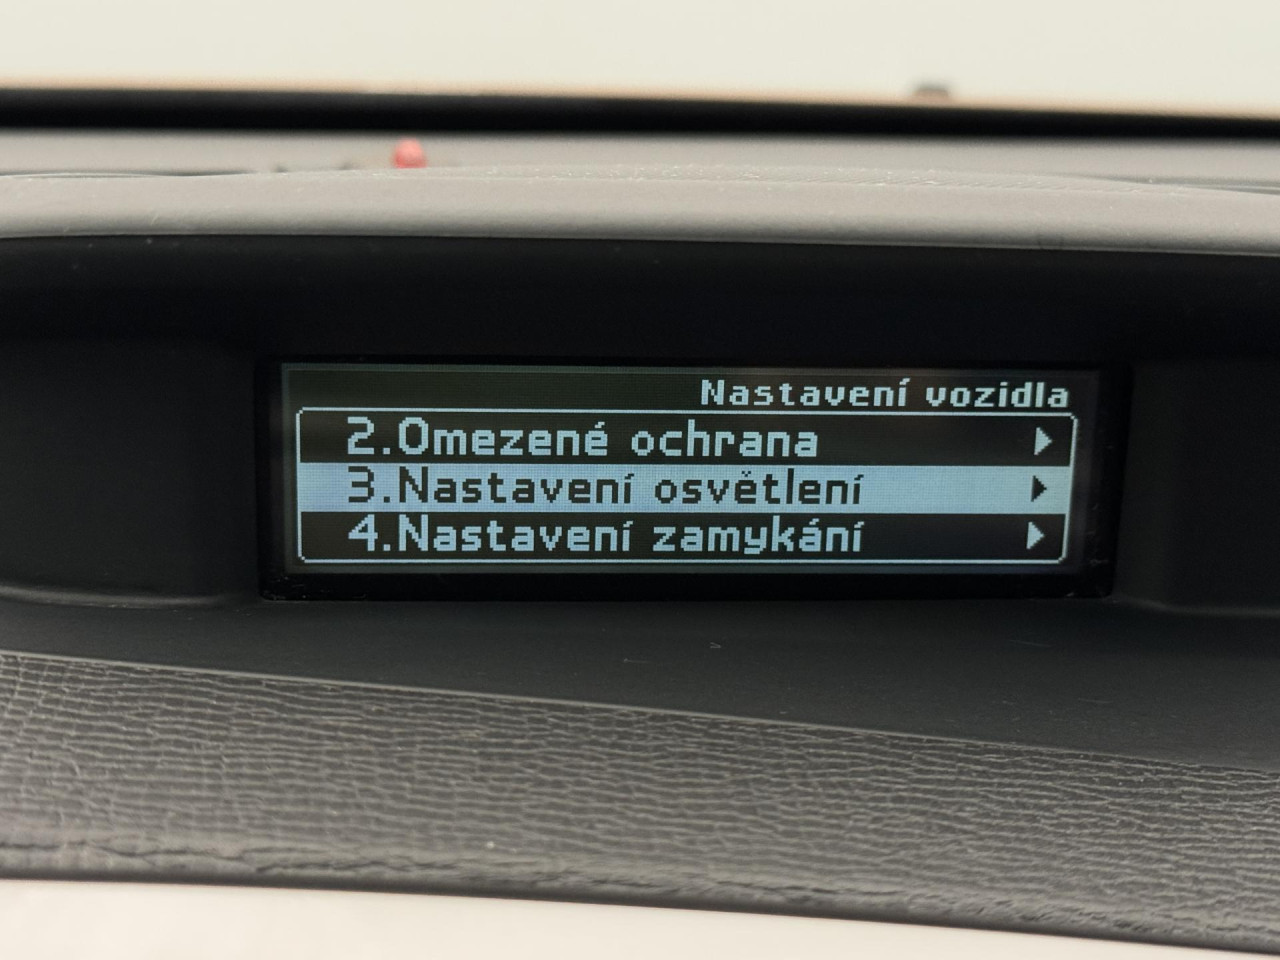 Nastavení vozidla
2.Omezené ochrana
3.Nastavení osvětlení
4.Nastavení zamykání